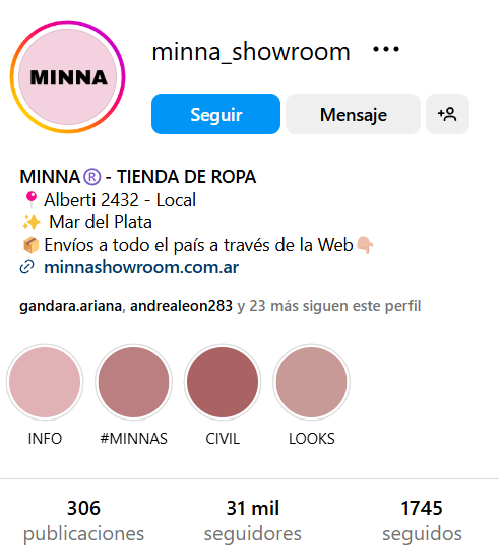 minna_showroom
MINNA
Seguir
Mensaje
MINNA® - TIENDA DE ROPA
📍 Alberti 2432 - Local
✨ Mar del Plata
📦 Envíos a todo el país a través de la Web👇🏻
minnashowroom.com.ar
gandara.ariana, andrealeon283 y 23 más siguen este perfil
INFO
#MINNAS
CIVIL
LOOKS
306
publicaciones
31 mil
seguidores
1745
seguidos